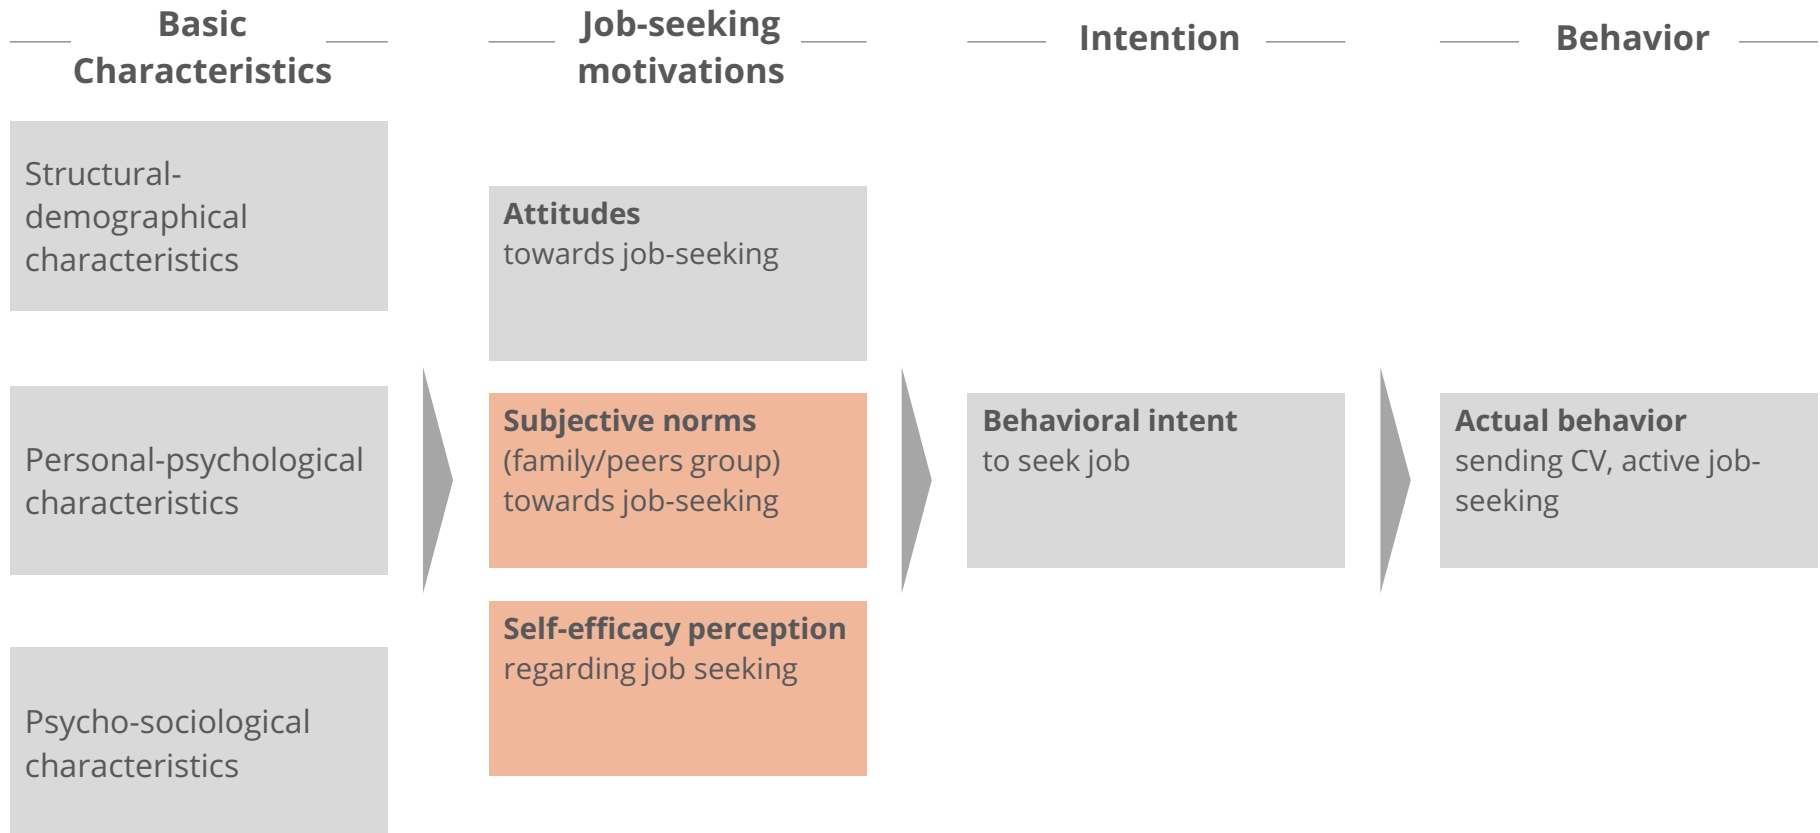 Basic
Characteristics
Job-seeking
motivations
Intention
Behavior
Structural-
demographical
characteristics
Personal-psychological
characteristics
Psycho-sociological
characteristics
Attitudes
towards job-seeking
Subjective norms
(family/peers group)
towards job-seeking
Self-efficacy perception
regarding job seeking
Behavioral intent
to seek job
Actual behavior
sending CV, active job-
seeking